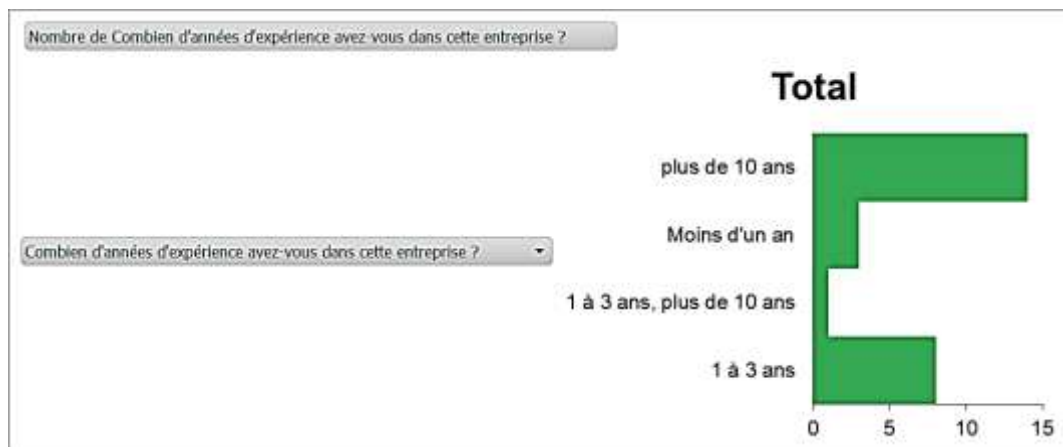 Nombre de Combien d'années d'expérience avez-vous dans cette entreprise ?
Total
plus de 10 ans
Moins d'un an
Combien d'années d'expérience avez-vous dans cette entreprise ?
1 à 3 ans, plus de 10 ans
1 à 3 ans
0 5 10 15